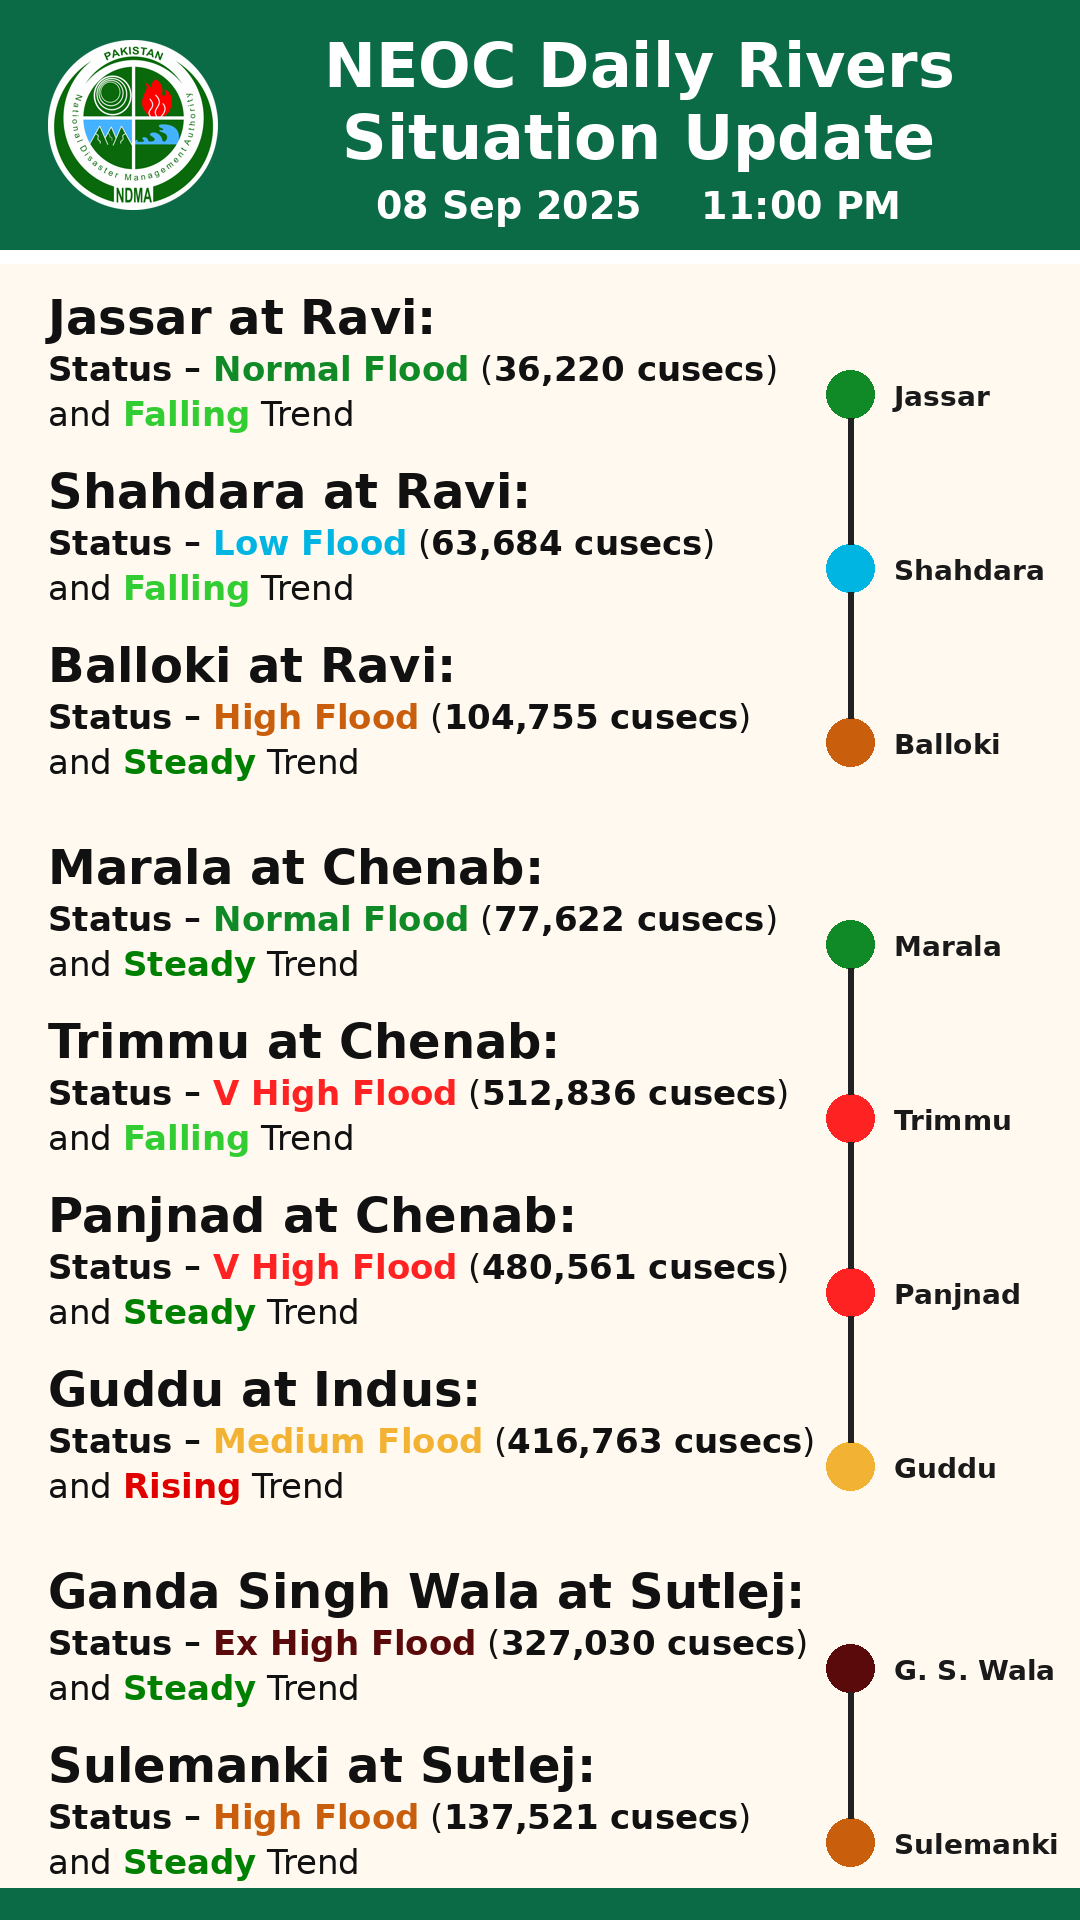 PAKISTAN
National Disaster Management Authority
NDMA
NEOC Daily Rivers
Situation Update
08 Sep 2025 11:00 PM
Jassar at Ravi:
Status – Normal Flood (36,220 cusecs)
and Falling Trend
Jassar
Shahdara at Ravi:
Status – Low Flood (63,684 cusecs)
and Falling Trend
Shahdara
Balloki at Ravi:
Status – High Flood (104,755 cusecs)
and Steady Trend
Balloki
Marala at Chenab:
Status – Normal Flood (77,622 cusecs)
and Steady Trend
Marala
Trimmu at Chenab:
Status – V High Flood (512,836 cusecs)
and Falling Trend
Trimmu
Panjnad at Chenab:
Status – V High Flood (480,561 cusecs)
and Steady Trend
Panjnad
Guddu at Indus:
Status – Medium Flood (416,763 cusecs)
and Rising Trend
Guddu
Ganda Singh Wala at Sutlej:
Status – Ex High Flood (327,030 cusecs)
and Steady Trend
G. S. Wala
Sulemanki at Sutlej:
Status – High Flood (137,521 cusecs)
and Steady Trend
Sulemanki